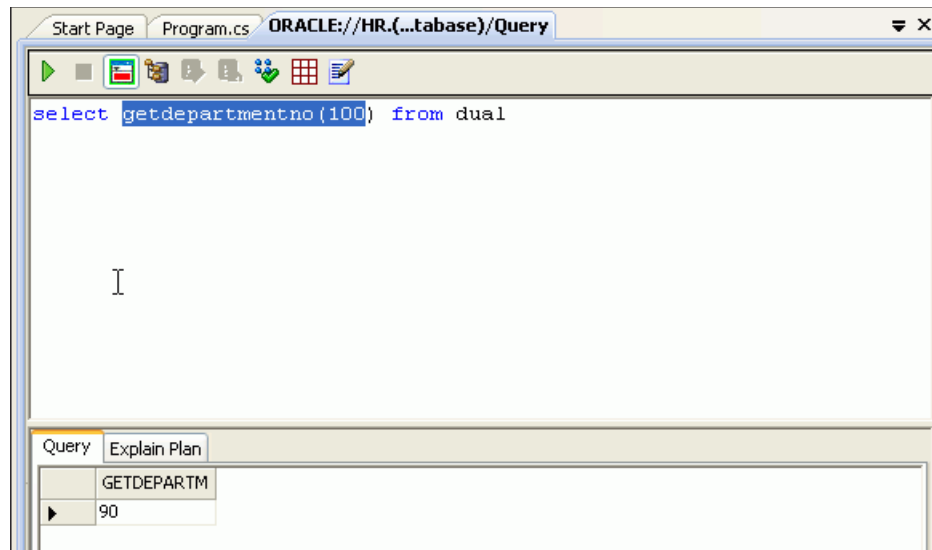 Start Page Program.cs ORACLE://HR.(...tabase)/Query
select getdepartmentno(100) from dual
Query Explain Plan
GETDEPARTM
90